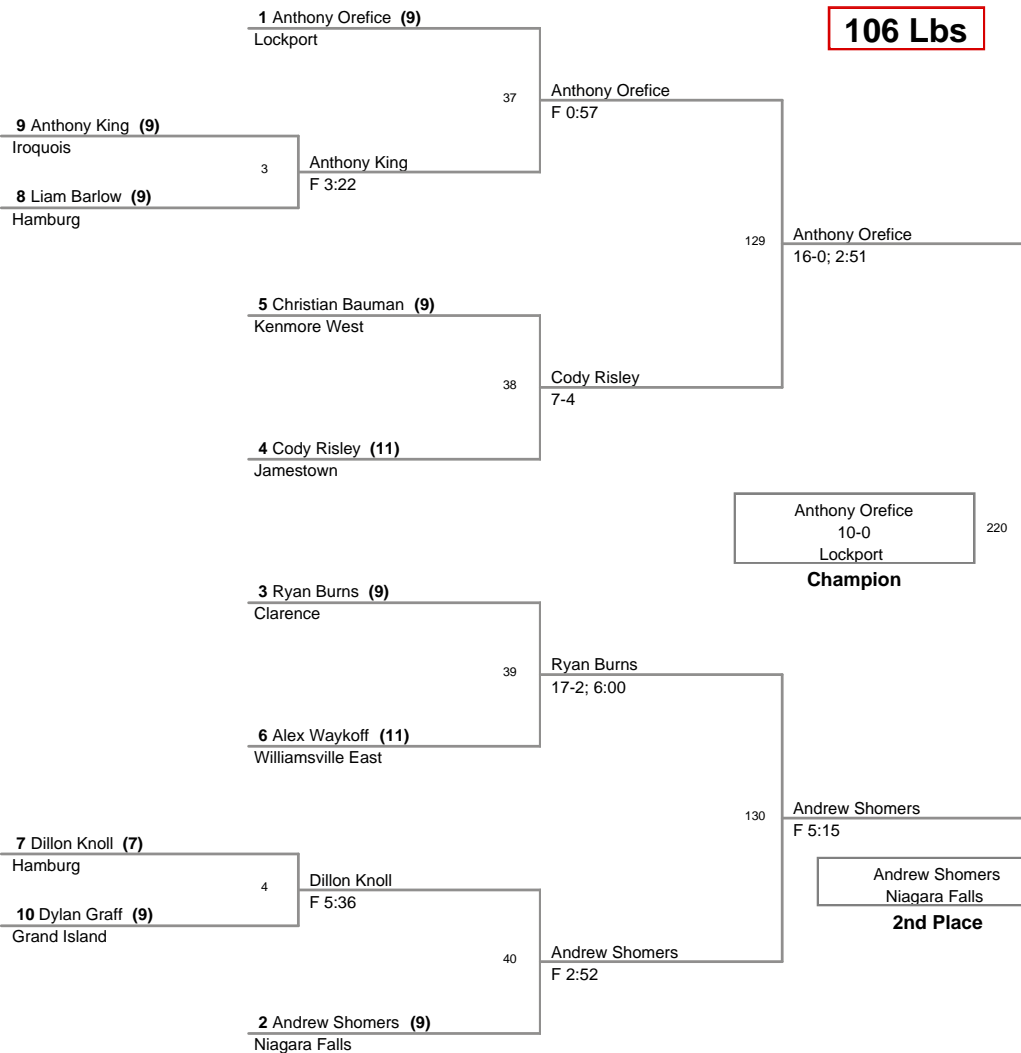 1 Anthony Orefice (9)
Lockport
106 Lbs
37
Anthony Orefice
F 0:57
9 Anthony King (9)
Iroquois
3
Anthony King
F 3:22
8 Liam Barlow (9)
Hamburg
129
Anthony Orefice
16-0; 2:51
5 Christian Bauman (9)
Kenmore West
38
Cody Risley
7-4
4 Cody Risley (11)
Jamestown
Anthony Orefice
10-0
Lockport
220
Champion
3 Ryan Burns (9)
Clarence
39
Ryan Burns
17-2; 6:00
6 Alex Waykoff (11)
Williamsville East
130
Andrew Shomers
F 5:15
7 Dillon Knoll (7)
Hamburg
4
Dillon Knoll
F 5:36
10 Dylan Graff (9)
Grand Island
Andrew Shomers
Niagara Falls
2nd Place
40
Andrew Shomers
F 2:52
2 Andrew Shomers (9)
Niagara Falls